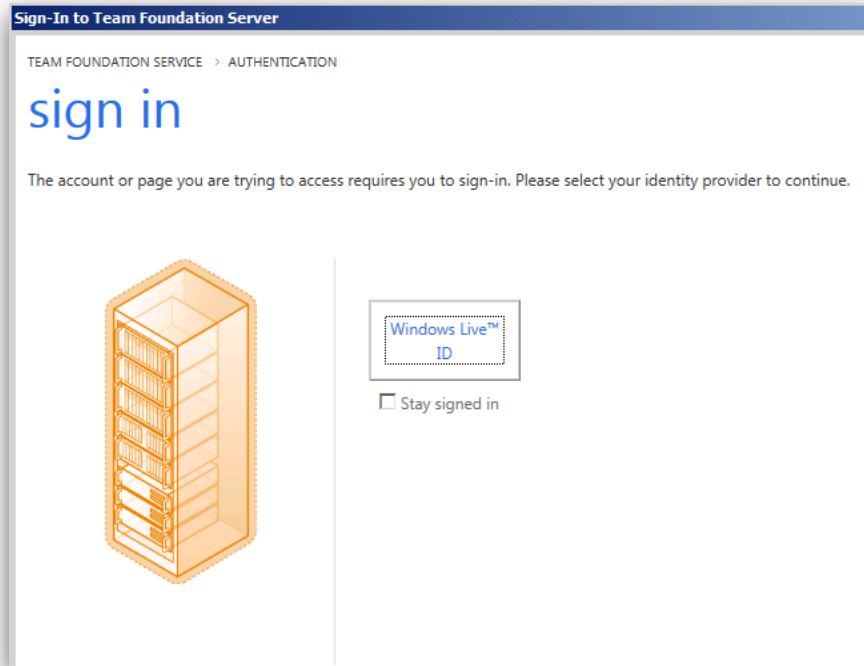 Sign-In to Team Foundation Server
TEAM FOUNDATION SERVICE > AUTHENTICATION
sign in
The account or page you are trying to access requires you to sign-in. Please select your identity provider to continue.
Windows Live™
ID
Stay signed in